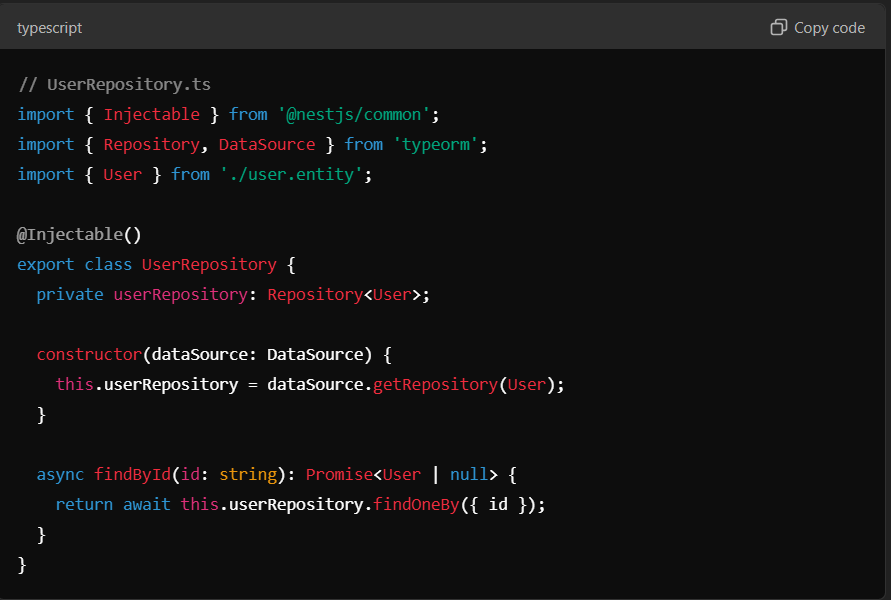 typescript
Copy code
// UserRepository.ts
import { Injectable } from '@nestjs/common';
import { Repository, DataSource } from 'typeorm';
import { User } from './user.entity';
@Injectable()
export class UserRepository {
  private userRepository: Repository<User>;
  constructor(dataSource: DataSource) {
    this.userRepository = dataSource.getRepository(User);
  }
  async findById(id: string): Promise<User | null> {
    return await this.userRepository.findOneBy({ id });
  }
}